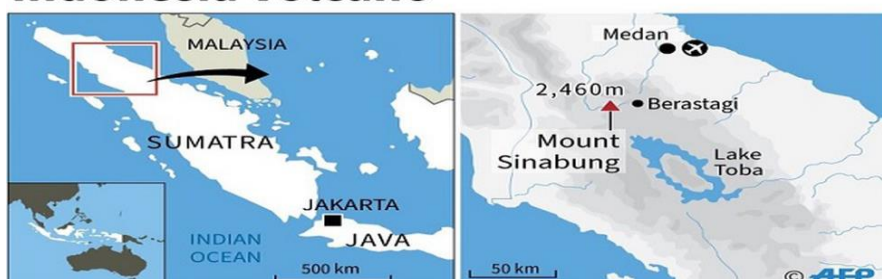 MALAYSIA
SUMATRA
JAKARTA
JAVA
INDIAN
OCEAN
500 km
Medan
2,460m
Berastagi
Mount
Sinabung
Lake
Toba
50 km
© AFP